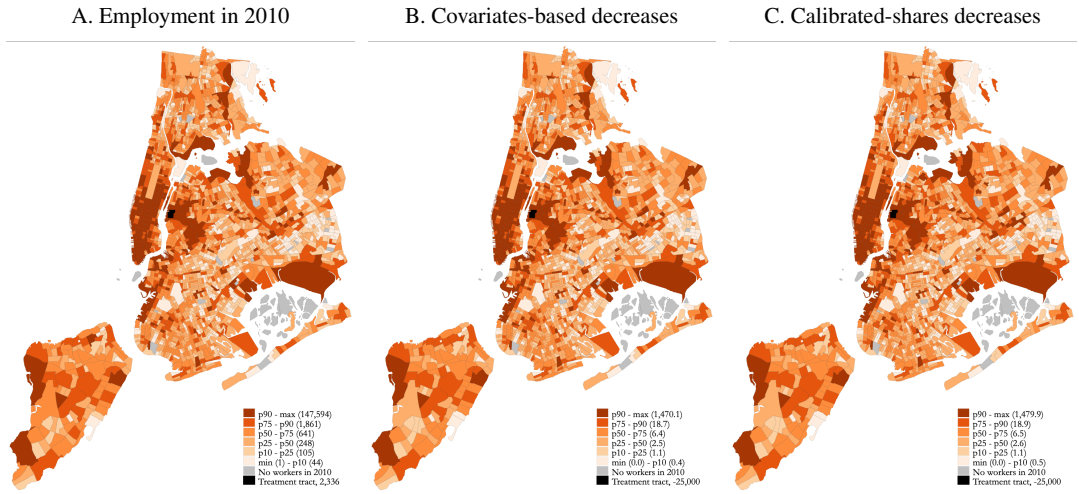 A. Employment in 2010
B. Covariates-based decreases
C. Calibrated-shares decreases
p90 - max (147,594)
p75 - p90 (1,861)
p50 - p75 (641)
p25 - p50 (248)
p10 - p25 (105)
min (1) - p10 (44)
No workers in 2010
Treatment tract, 2,336
p90 - max (1,470.1)
p75 - p90 (18.7)
p50 - p75 (6.4)
p25 - p50 (2.5)
p10 - p25 (1.1)
min (0.0) - p10 (0.4)
No workers in 2010
Treatment tract, -25,000
p90 - max (1,479.9)
p75 - p90 (18.9)
p50 - p75 (6.5)
p25 - p50 (2.6)
p10 - p25 (1.1)
min (0.0) - p10 (0.5)
No workers in 2010
Treatment tract, -25,000